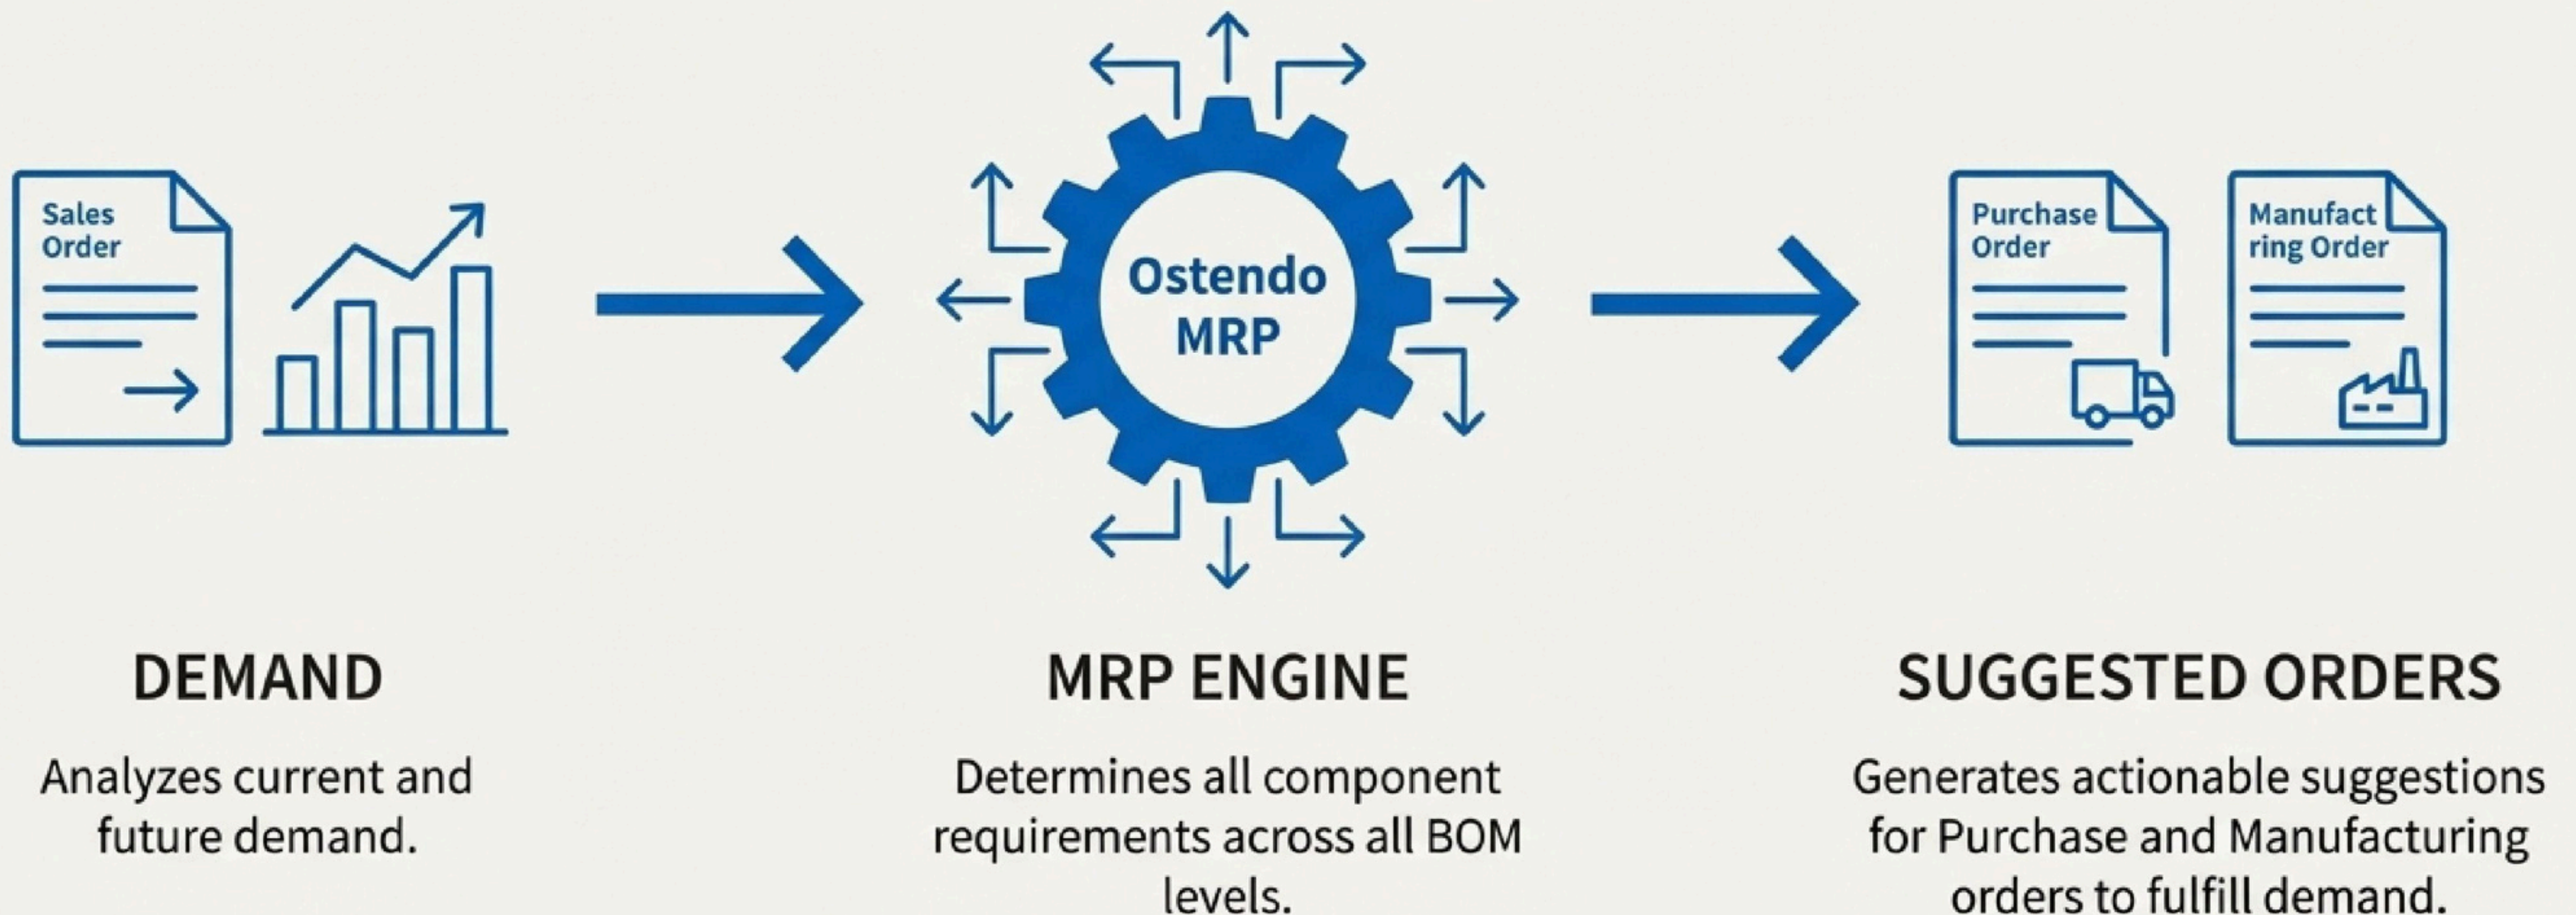 Sales
Order
Ostendo
MRP
Purchase
Order
Manufact
ring Order
DEMAND
Analyzes current and
future demand.
MRP ENGINE
Determines all component
requirements across all BOM
levels.
SUGGESTED ORDERS
Generates actionable suggestions
for Purchase and Manufacturing
orders to fulfill demand.